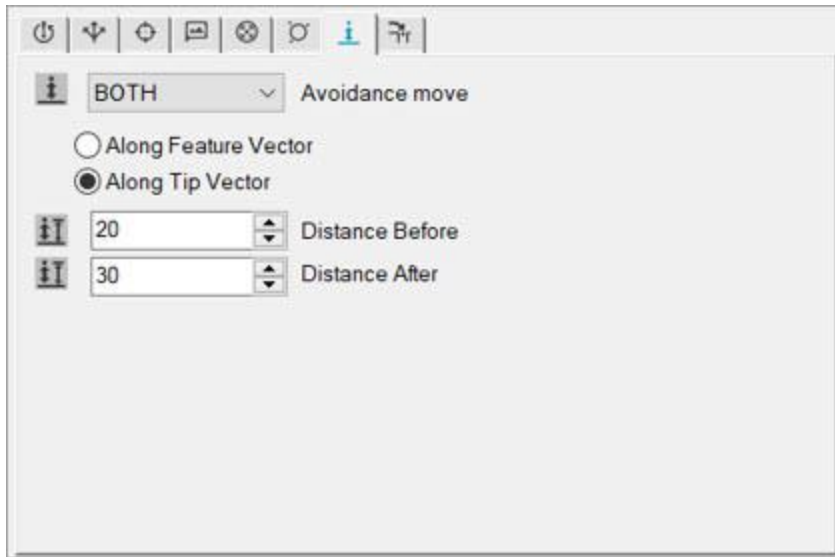 BOTH Avoidance move
Along Feature Vector
Along Tip Vector
20 Distance Before
30 Distance After